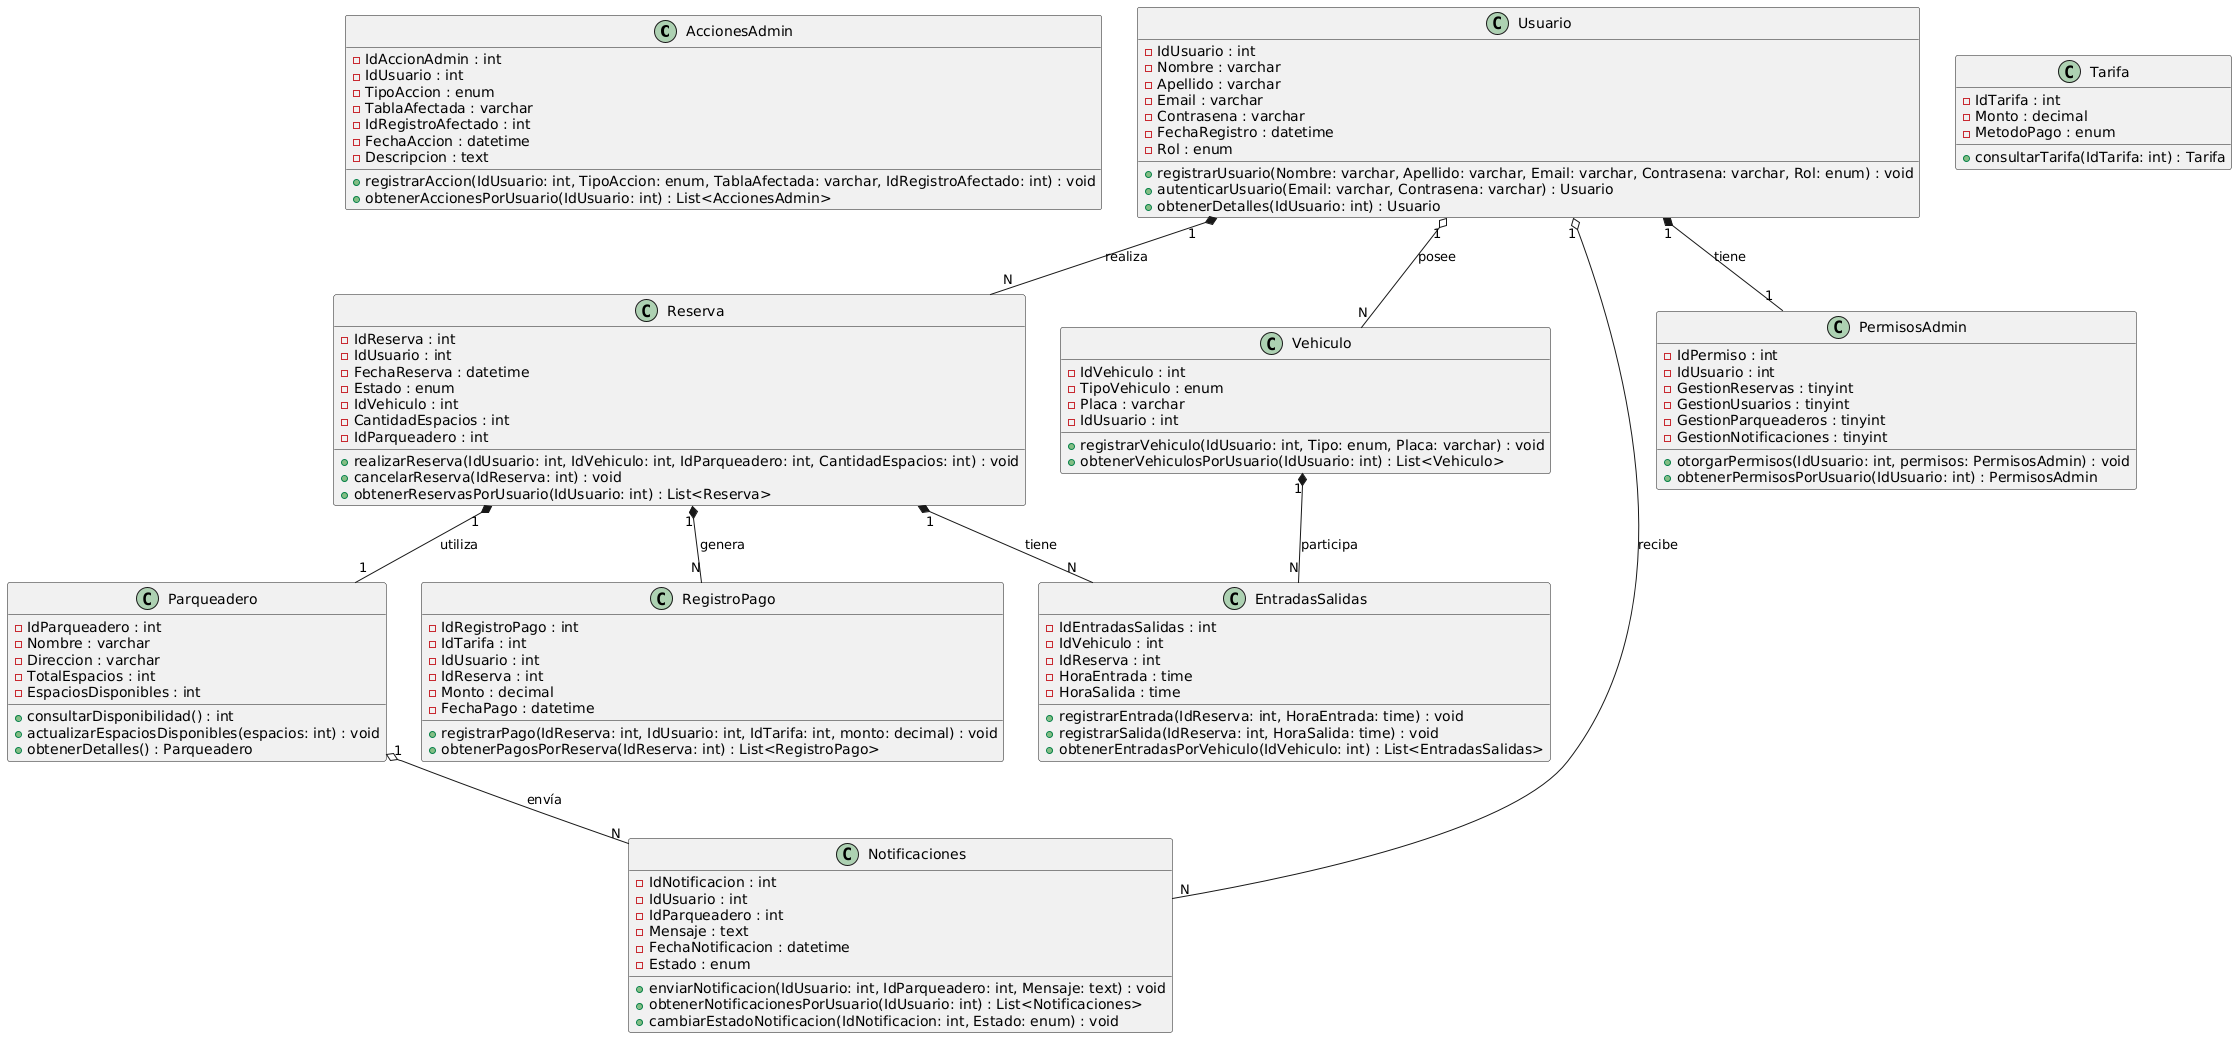 C AccionesAdmin
IdAccionAdmin : int
IdUsuario : int
TipoAccion : enum
TablaAfectada : varchar
IdRegistroAfectado : int
FechaAccion : datetime
Descripcion : text
registrarAccion(IdUsuario: int, TipoAccion: enum, TablaAfectada: varchar, IdRegistroAfectado: int) : void
obtenerAccionesPorUsuario(IdUsuario: int) : List<AccionesAdmin>
C Usuario
IdUsuario : int
Nombre : varchar
Apellido : varchar
Email : varchar
Contrasena : varchar
FechaRegistro : datetime
Rol : enum
registrarUsuario(Nombre: varchar, Apellido: varchar, Email: varchar, Contrasena: varchar, Rol: enum) : void
autenticarUsuario(Email: varchar, Contrasena: varchar) : Usuario
obtenerDetalles(IdUsuario: int) : Usuario
C Tarifa
IdTarifa : int
Monto : decimal
MetodoPago : enum
consultarTarifa(IdTarifa: int) : Tarifa
1
realiza
N
1
posee
N
1
recibe
N
1
tiene
1
C Reserva
IdReserva : int
IdUsuario : int
FechaReserva : datetime
Estado : enum
IdVehiculo : int
CantidadEspacios : int
IdParqueadero : int
realizarReserva(IdUsuario: int, IdVehiculo: int, IdParqueadero: int, CantidadEspacios: int) : void
cancelarReserva(IdReserva: int) : void
obtenerReservasPorUsuario(IdUsuario: int) : List<Reserva>
C Vehiculo
IdVehiculo : int
TipoVehiculo : enum
Placa : varchar
IdUsuario : int
registrarVehiculo(IdUsuario: int, Tipo: enum, Placa: varchar) : void
obtenerVehiculosPorUsuario(IdUsuario: int) : List<Vehiculo>
C PermisosAdmin
IdPermiso : int
IdUsuario : int
GestionReservas : tinyint
GestionUsuarios : tinyint
GestionParqueaderos : tinyint
GestionNotificaciones : tinyint
otorgarPermisos(IdUsuario: int, permisos: PermisosAdmin) : void
obtenerPermisosPorUsuario(IdUsuario: int) : PermisosAdmin
1
utiliza
1
1
genera
N
1
tiene
N
1
participa
N
C Parqueadero
IdParqueadero : int
Nombre : varchar
Direccion : varchar
TotalEspacios : int
EspaciosDisponibles : int
consultarDisponibilidad() : int
actualizarEspaciosDisponibles(espacios: int) : void
obtenerDetalles() : Parqueadero
C RegistroPago
IdRegistroPago : int
IdTarifa : int
IdUsuario : int
IdReserva : int
Monto : decimal
FechaPago : datetime
registrarPago(IdReserva: int, IdUsuario: int, IdTarifa: int, monto: decimal) : void
obtenerPagosPorReserva(IdReserva: int) : List<RegistroPago>
C EntradasSalidas
IdEntradasSalidas : int
IdVehiculo : int
IdReserva : int
HoraEntrada : time
HoraSalida : time
registrarEntrada(IdReserva: int, HoraEntrada: time) : void
registrarSalida(IdReserva: int, HoraSalida: time) : void
obtenerEntradasPorVehiculo(IdVehiculo: int) : List<EntradasSalidas>
1
envía
N
C Notificaciones
IdNotificacion : int
IdUsuario : int
IdParqueadero : int
Mensaje : text
FechaNotificacion : datetime
Estado : enum
enviarNotificacion(IdUsuario: int, IdParqueadero: int, Mensaje: text) : void
obtenerNotificacionesPorUsuario(IdUsuario: int) : List<Notificaciones>
cambiarEstadoNotificacion(IdNotificacion: int, Estado: enum) : void